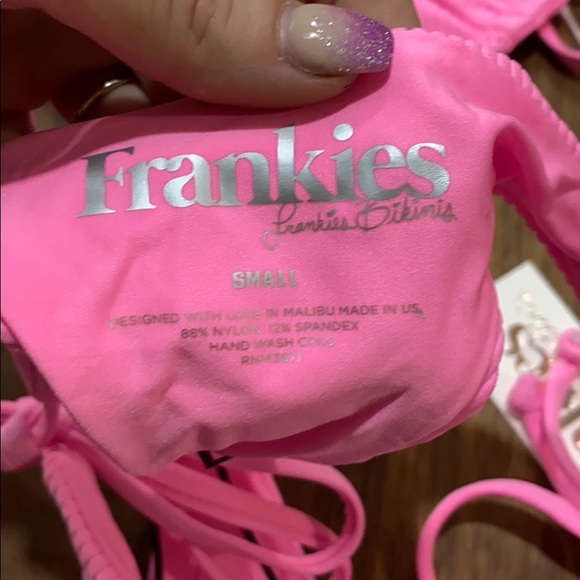 Frankies
Frankies Bikinis
SMALL
DESIGNED WITH LOVE IN MALIBU MADE IN US
88% NYLON 12% SPANDEX
HAND WASH COLD